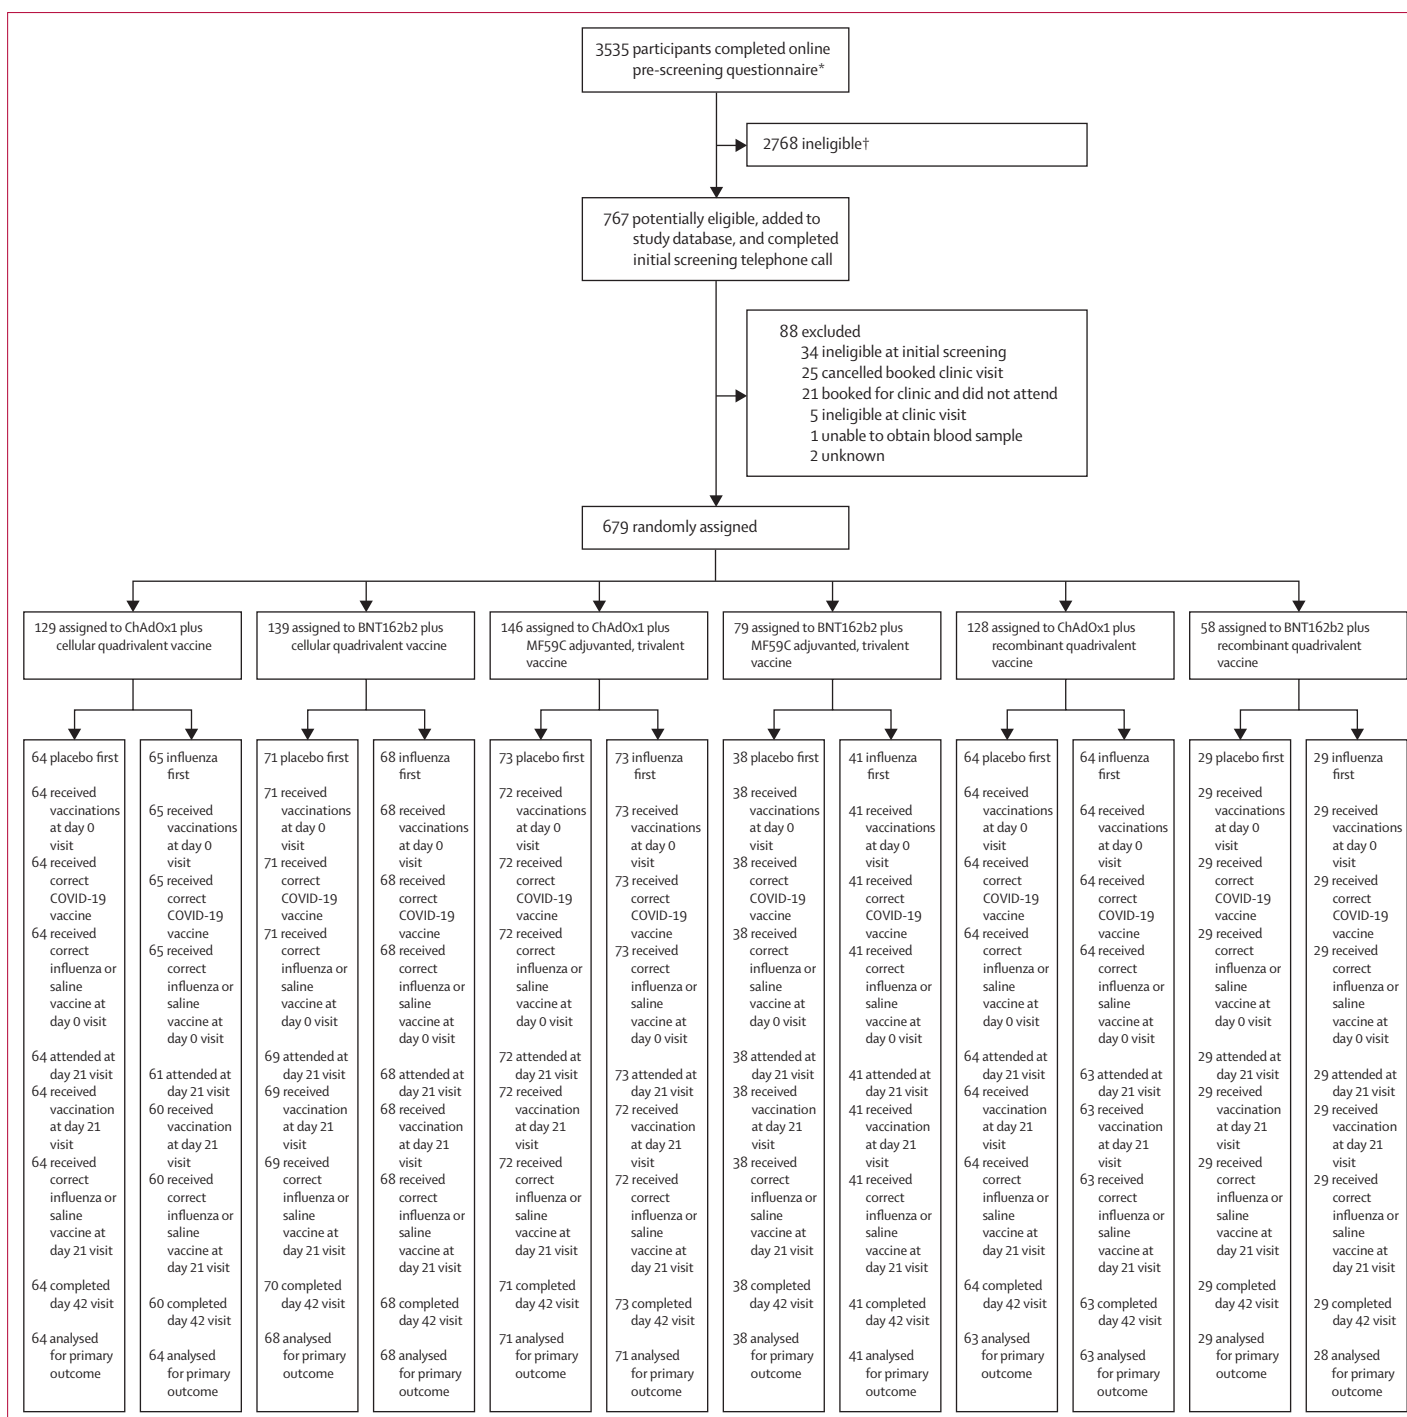 3535 participants completed online
pre-screening questionnaire*
2768 ineligible†
767 potentially eligible, added to
study database, and completed
initial screening telephone call
88 excluded
34 ineligible at initial screening
25 cancelled booked clinic visit
21 booked for clinic and did not attend
5 ineligible at clinic visit
1 unable to obtain blood sample
2 unknown
679 randomly assigned
129 assigned to ChAdOx1 plus
cellular quadrivalent vaccine
139 assigned to BNT162b2 plus
cellular quadrivalent vaccine
146 assigned to ChAdOx1 plus
MF59C adjuvanted, trivalent
vaccine
79 assigned to BNT162b2 plus
MF59C adjuvanted, trivalent
vaccine
128 assigned to ChAdOx1 plus
recombinant quadrivalent
vaccine
58 assigned to BNT162b2 plus
recombinant quadrivalent
vaccine
64 placebo first
64 received
vaccinations
at day 0
visit
64 received
correct
COVID-19
vaccine
64 received
correct
influenza or
saline
vaccine at
day 0 visit
64 attended at
day 21 visit
64 received
vaccination
at day 21
visit
64 received
correct
influenza or
saline
vaccine at
day 21 visit
64 completed
day 42 visit
64 analysed
for primary
outcome
65 influenza
first
65 received
vaccinations
at day 0
visit
65 received
correct
COVID-19
vaccine
65 received
correct
influenza or
saline
vaccine at
day 0 visit
61 attended at
day 21 visit
60 received
vaccination
at day 21
visit
60 received
correct
influenza or
saline
vaccine at
day 21 visit
60 completed
day 42 visit
64 analysed
for primary
outcome
71 placebo first
71 received
vaccinations
at day 0
visit
71 received
correct
COVID-19
vaccine
71 received
correct
influenza or
saline
vaccine at
day 0 visit
69 attended at
day 21 visit
69 received
vaccination
at day 21
visit
69 received
correct
influenza or
saline
vaccine at
day 21 visit
70 completed
day 42 visit
68 analysed
for primary
outcome
68 influenza
first
68 received
vaccinations
at day 0
visit
68 received
correct
COVID-19
vaccine
68 received
correct
influenza or
saline
vaccine at
day 0 visit
68 attended at
day 21 visit
68 received
vaccination
at day 21
visit
68 received
correct
influenza or
saline
vaccine at
day 21 visit
68 completed
day 42 visit
68 analysed
for primary
outcome
73 placebo first
72 received
vaccinations
at day 0
visit
72 received
correct
COVID-19
vaccine
72 received
correct
influenza or
saline
vaccine at
day 0 visit
72 attended at
day 21 visit
72 received
vaccination
at day 21
visit
72 received
correct
influenza or
saline
vaccine at
day 21 visit
71 completed
day 42 visit
71 analysed
for primary
outcome
73 influenza
first
73 received
vaccinations
at day 0
visit
73 received
correct
COVID-19
vaccine
73 received
correct
influenza or
saline
vaccine at
day 0 visit
73 attended at
day 21 visit
72 received
vaccination
at day 21
visit
72 received
correct
influenza or
saline
vaccine at
day 21 visit
73 completed
day 42 visit
71 analysed
for primary
outcome
38 placebo first
38 received
vaccinations
at day 0
visit
38 received
correct
COVID-19
vaccine
38 received
correct
influenza or
saline
vaccine at
day 0 visit
38 attended at
day 21 visit
38 received
vaccination
at day 21
visit
38 received
correct
influenza or
saline
vaccine at
day 21 visit
38 completed
day 42 visit
38 analysed
for primary
outcome
41 influenza
first
41 received
vaccinations
at day 0
visit
41 received
correct
COVID-19
vaccine
41 received
correct
influenza or
saline
vaccine at
day 0 visit
41 attended at
day 21 visit
41 received
vaccination
at day 21
visit
41 received
correct
influenza or
saline
vaccine at
day 21 visit
41 completed
day 42 visit
41 analysed
for primary
outcome
64 placebo first
64 received
vaccinations
at day 0
visit
64 received
correct
COVID-19
vaccine
64 received
correct
influenza or
saline
vaccine at
day 0 visit
64 attended at
day 21 visit
64 received
vaccination
at day 21
visit
64 received
correct
influenza or
saline
vaccine at
day 21 visit
64 completed
day 42 visit
63 analysed
for primary
outcome
64 influenza
first
64 received
vaccinations
at day 0
visit
64 received
correct
COVID-19
vaccine
64 received
correct
influenza or
saline
vaccine at
day 0 visit
63 attended at
day 21 visit
63 received
vaccination
at day 21
visit
63 received
correct
influenza or
saline
vaccine at
day 21 visit
63 completed
day 42 visit
63 analysed
for primary
outcome
29 placebo first
29 received
vaccinations
at day 0
visit
29 received
correct
COVID-19
vaccine
29 received
correct
influenza or
saline
vaccine at
day 0 visit
29 attended at
day 21 visit
29 received
vaccination
at day 21
visit
29 received
correct
influenza or
saline
vaccine at
day 21 visit
29 completed
day 42 visit
29 analysed
for primary
outcome
29 influenza
first
29 received
vaccinations
at day 0
visit
29 received
correct
COVID-19
vaccine
29 received
correct
influenza or
saline
vaccine at
day 0 visit
29 attended at
day 21 visit
29 received
vaccination
at day 21
visit
29 received
correct
influenza or
saline
vaccine at
day 21 visit
29 completed
day 42 visit
28 analysed
for primary
outcome